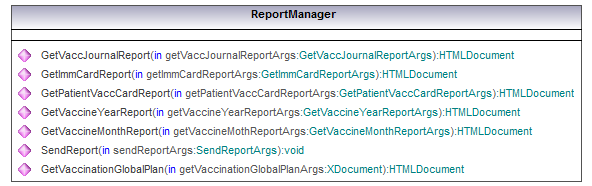 ReportManager
GetVaccJournalReport(in getVaccJournalReportArgs:GetVaccJournalReportArgs):HTMLDocument
GetImmCardReport(in getImmCardReportArgs:GetImmCardReportArgs):HTMLDocument
GetPatientVaccCardReport(in getPatientVaccCardReportArgs:GetPatientVaccCardReportArgs):HTMLDocument
GetVaccineYearReport(in getVaccineYearReportArgs:GetVaccineYearReportArgs):HTMLDocument
GetVaccineMonthReport(in getVaccineMothReportArgs:GetVaccineMonthReportArgs):HTMLDocument
SendReport(in sendReportArgs:SendReportArgs):void
GetVaccinationGlobalPlan(in getVaccinationGlobalPlanArgs:XDocument):HTMLDocument